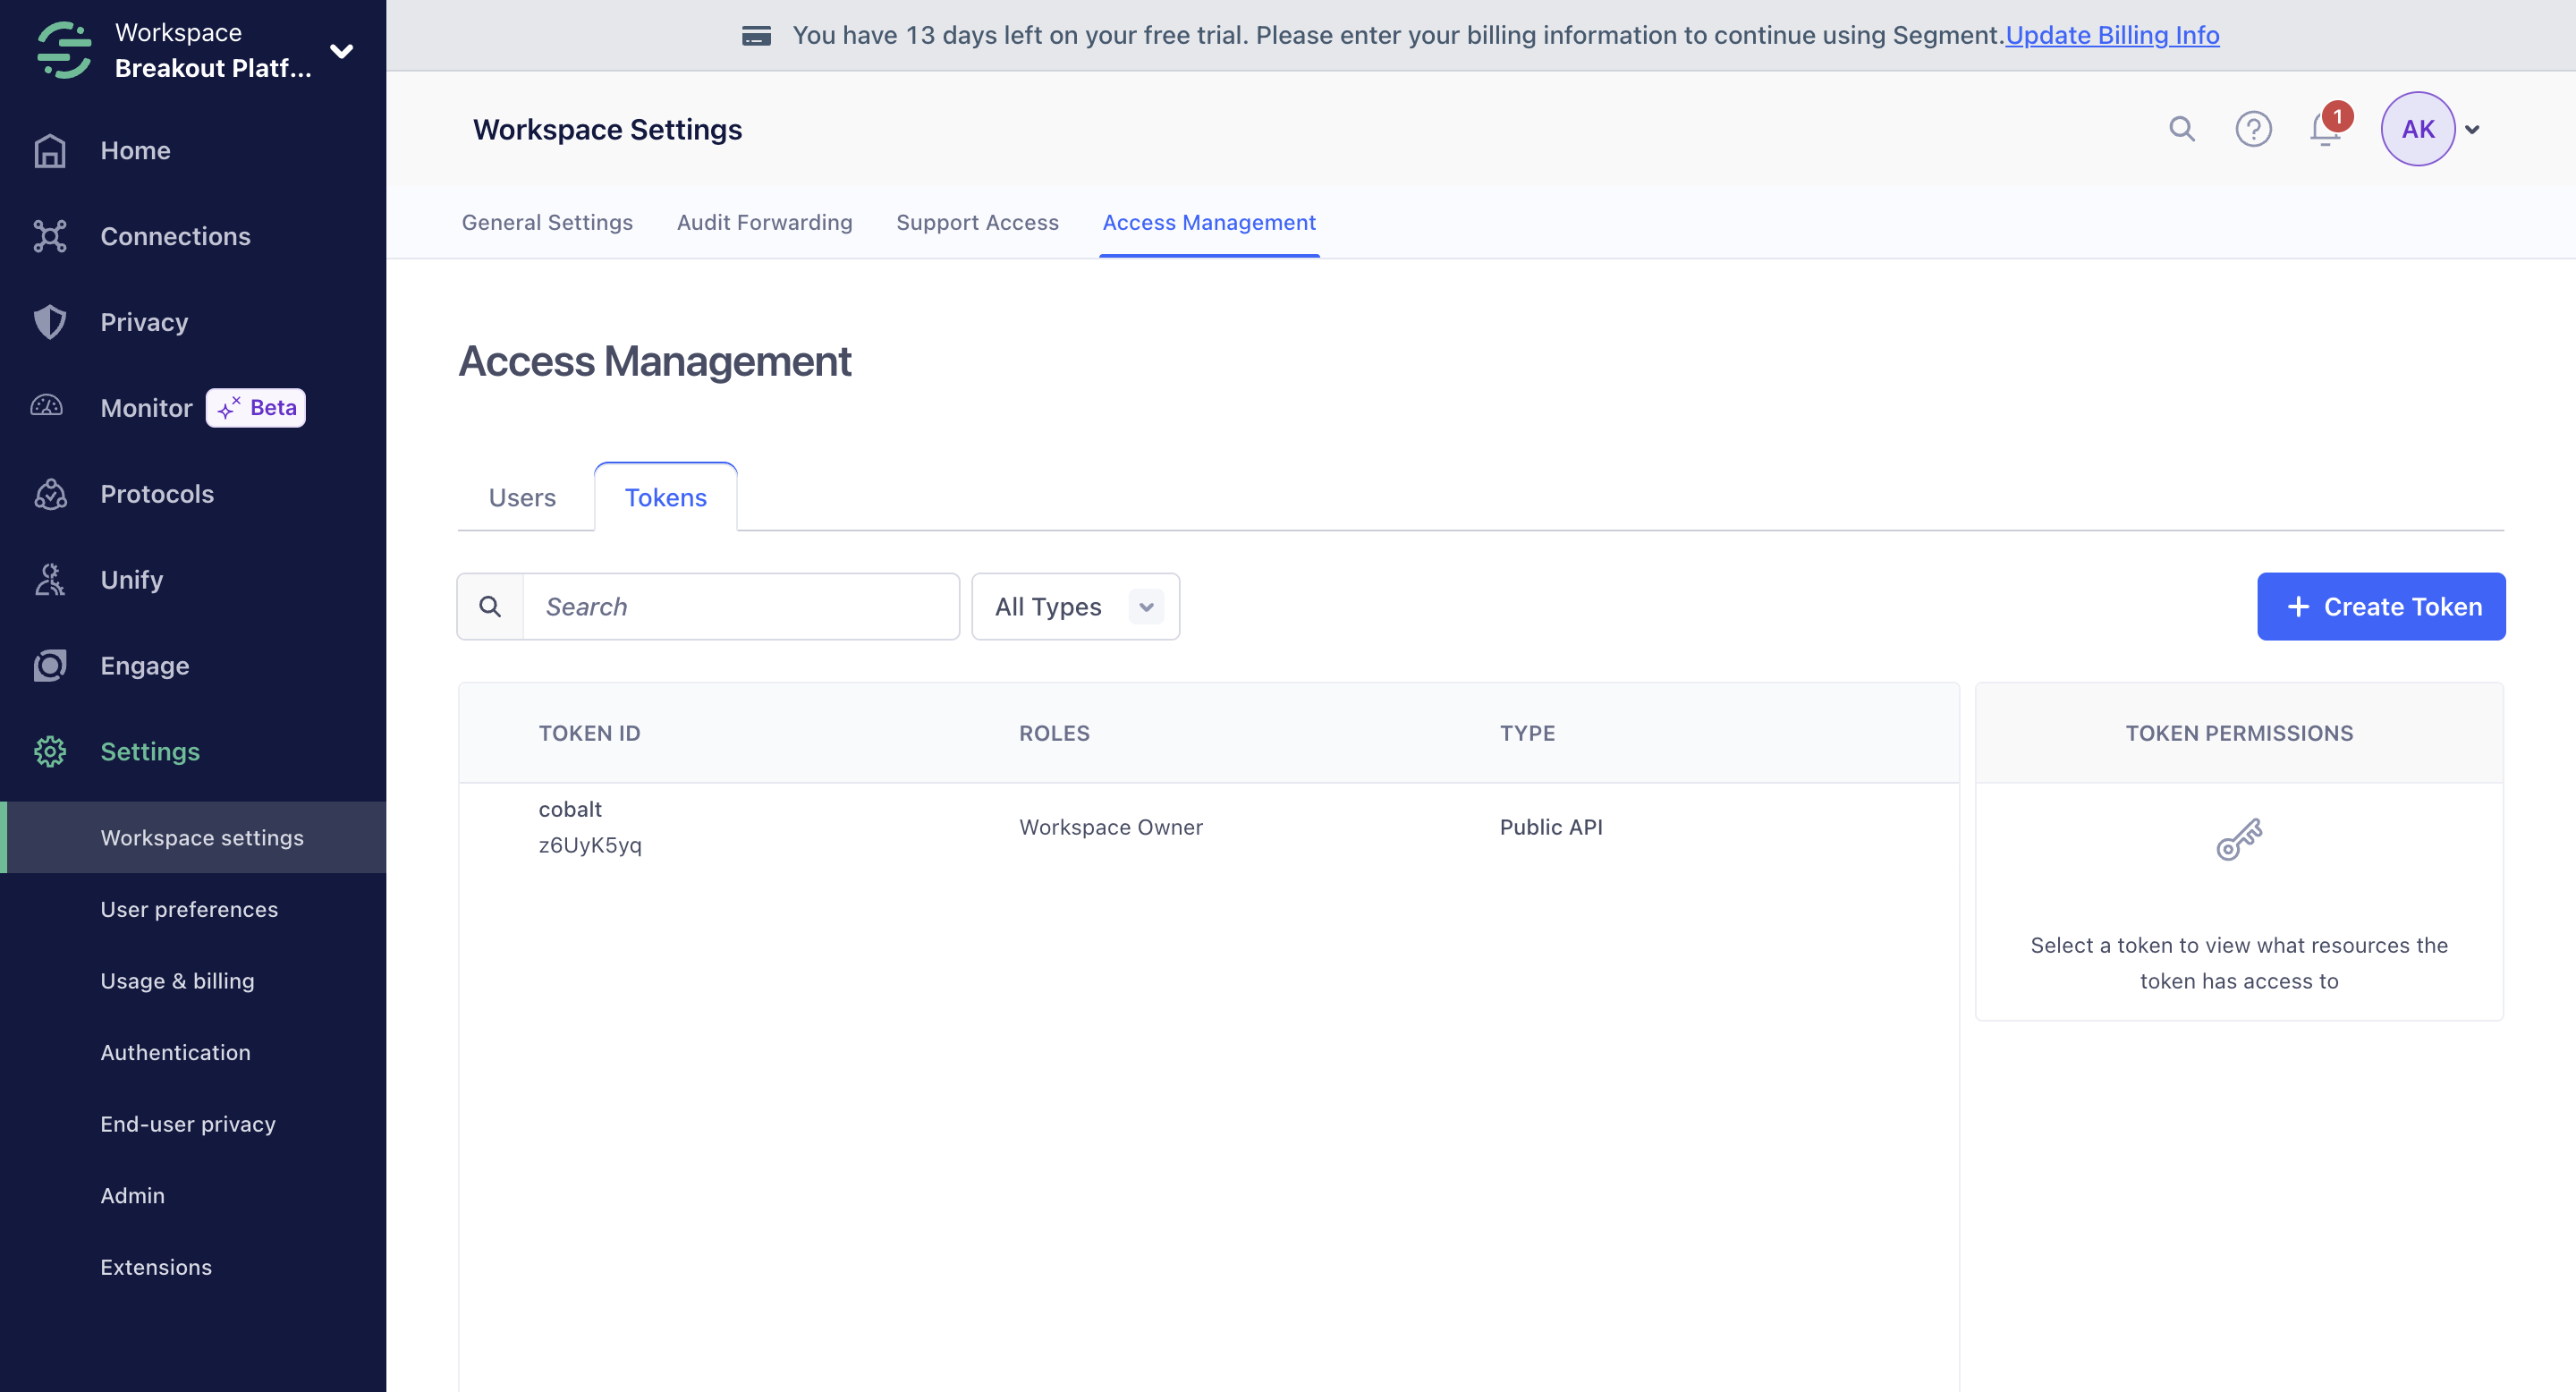 Workspace
Breakout Platf...
Home
Connections
Privacy
Monitor Beta
Protocols
Unify
Engage
Settings
Workspace settings
User preferences
Usage & billing
Authentication
End-user privacy
Admin
Extensions
You have 13 days left on your free trial. Please enter your billing information to continue using Segment.Update Billing Info
Workspace Settings
1
AK
General Settings Audit Forwarding Support Access Access Management
Access Management
Users Tokens
Search All Types + Create Token
TOKEN ID ROLES TYPE
cobalt
z6UyK5yq
Workspace Owner
Public API
TOKEN PERMISSIONS
Select a token to view what resources the
token has access to